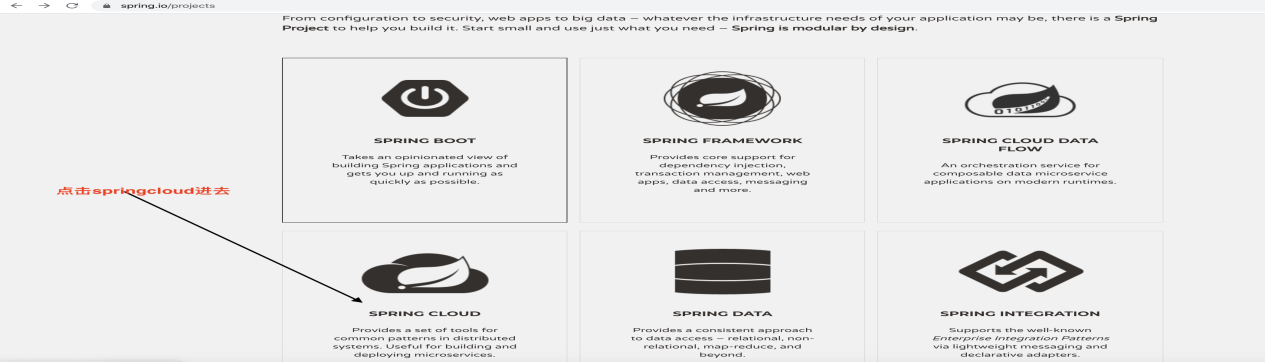 spring.io/projects
From configuration to security, web apps to big data – whatever the infrastructure needs of your application may be, there is a Spring
Project to help you build it. Start small and use just what you need – Spring is modular by design.
SPRING BOOT
Takes an opinionated view of
building Spring applications and
gets you up and running as
quickly as possible.
SPRING FRAMEWORK
Provides core support for
dependency injection,
transaction management, web
apps, data access, messaging
and more.
SPRING CLOUD DATA
FLOW
An orchestration service for
composable data microservice
applications on modern runtimes.
点击springcloud进去
SPRING CLOUD
Provides a set of tools for
common patterns in distributed
systems. Useful for building and
deploying microservices.
SPRING DATA
Provides a consistent approach
to data access – relational, non-
relational, map-reduce, and
beyond.
SPRING INTEGRATION
Supports the well-known
Enterprise Integration Patterns
via lightweight messaging and
declarative adapters.